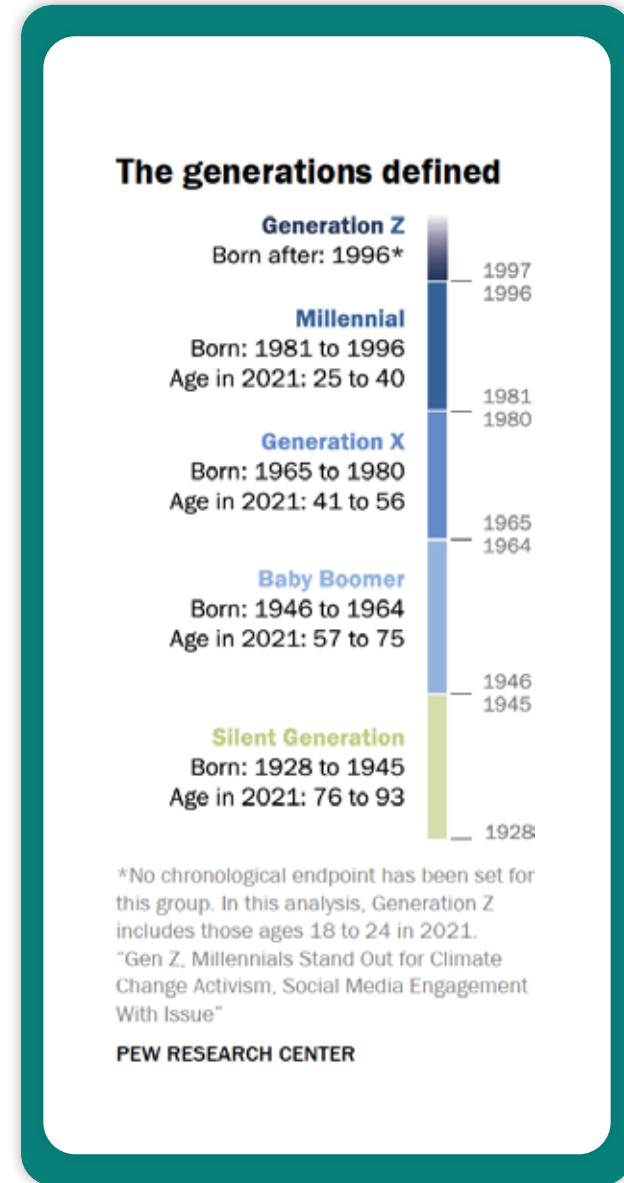 The generations defined
Generation Z
Born after: 1996*
1997
1996
Millennial
Born: 1981 to 1996
Age in 2021: 25 to 40
1981
1980
Generation X
Born: 1965 to 1980
Age in 2021: 41 to 56
1965
1964
Baby Boomer
Born: 1946 to 1964
Age in 2021: 57 to 75
1946
1945
Silent Generation
Born: 1928 to 1945
Age in 2021: 76 to 93
1928
*No chronological endpoint has been set for
this group. In this analysis, Generation Z
includes those ages 18 to 24 in 2021.
"Gen Z, Millennials Stand Out for Climate
Change Activism, Social Media Engagement
With Issue"
PEW RESEARCH CENTER